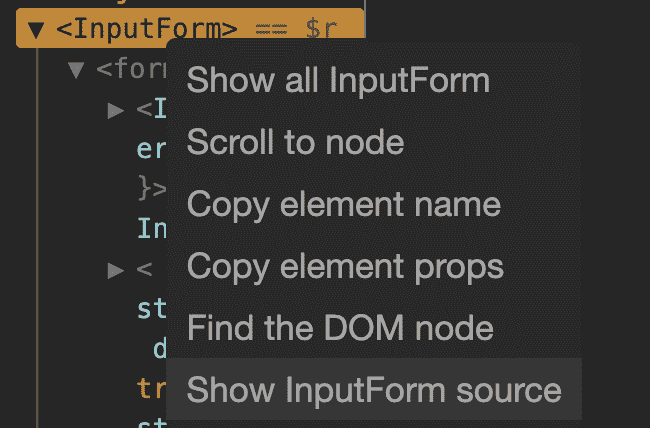 ▼ <InputForm> == $r
▼ <form
Show all InputForm
▶ <I
Scroll to node
er
}>
Copy element name
In
▶ <
Copy element props
st
Find the DOM node
d
tr
Show InputForm source
st